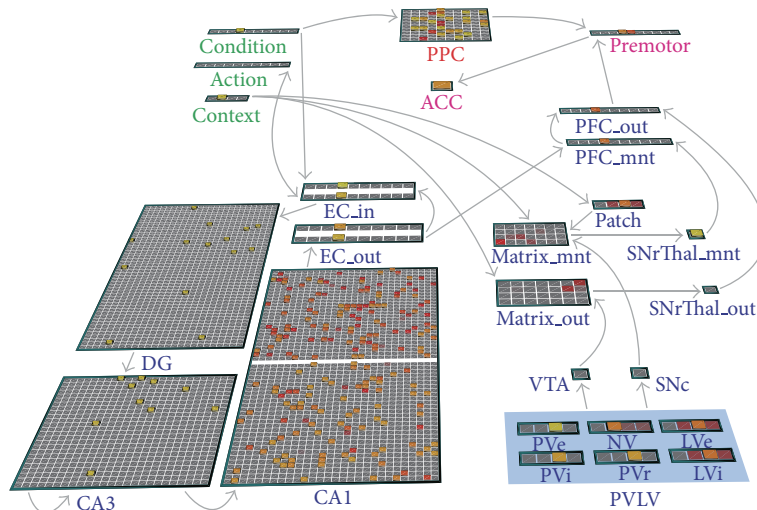 Condition
PPC
Premotor
Action
ACC
Context
PFC_out
PFC_mnt
EC_in
Patch
EC_out
Matrix_mnt
SNrThal_mnt
Matrix_out
SNrThal_out
DG
VTA
SNc
PVe
NV
LVe
PVi
PVr
LVi
CA3
CA1
PVLV